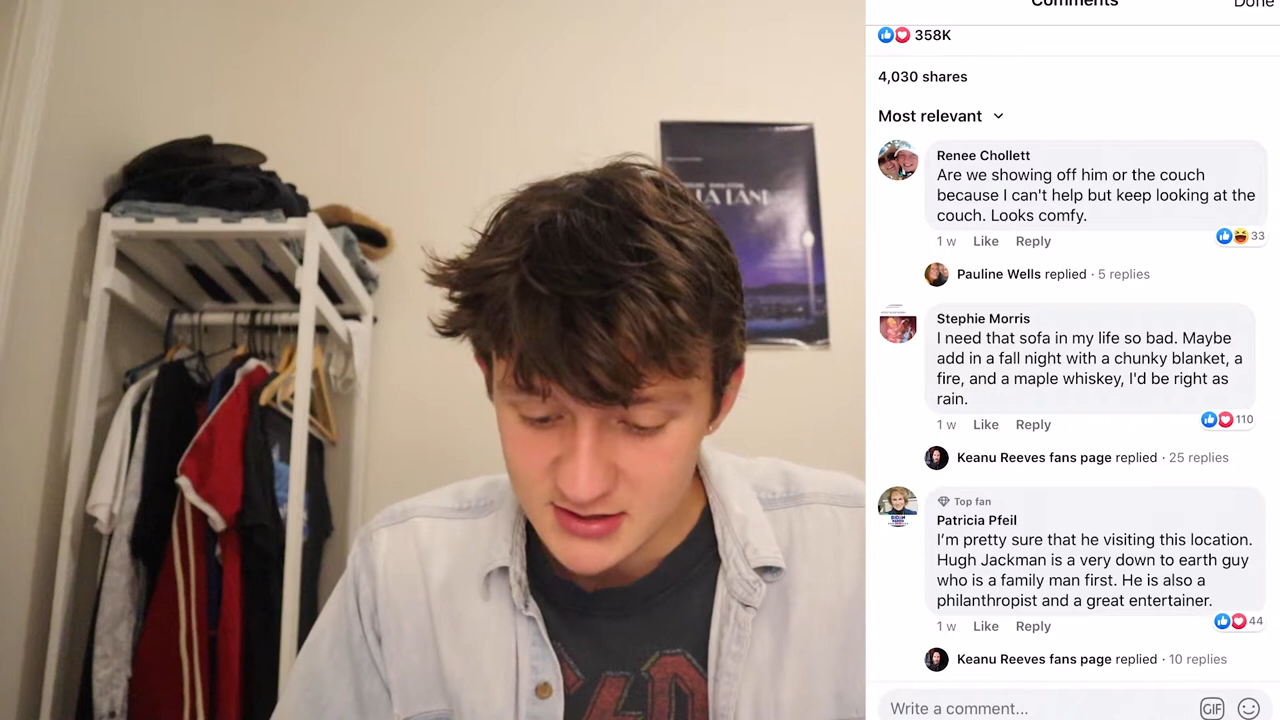 Comments
Done
358K
4,030 shares
Most relevant
Renee Chollett
Are we showing off him or the couch
because I can't help but keep looking at the
couch. Looks comfy.
1 w Like Reply
33
Pauline Wells replied · 5 replies
Stephie Morris
I need that sofa in my life so bad. Maybe
add in a fall night with a chunky blanket, a
fire, and a maple whiskey, I'd be right as
rain.
1 w Like Reply
110
Keanu Reeves fans page replied · 25 replies
Top fan
Patricia Pfeil
I'm pretty sure that he visiting this location.
Hugh Jackman is a very down to earth guy
who is a family man first. He is also a
philanthropist and a great entertainer.
1 w Like Reply
44
Keanu Reeves fans page replied · 10 replies
Write a comment...
GIF
LAND